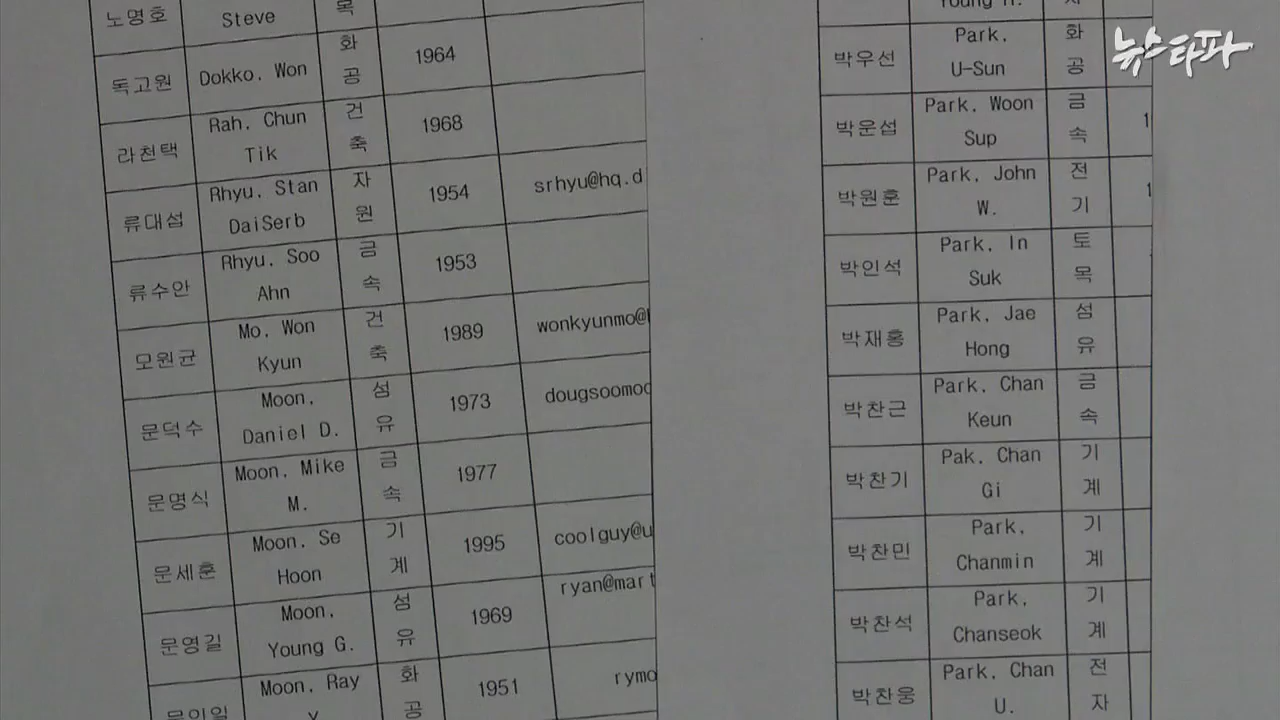 노명호 Steve 목
독고원 Dokko, Won 화공 1964
라천택 Rah, Chun Tik 건축 1968
류대섭 Rhyu, Stan DaiSerb 자원 1954 srhyu@hq.d
류수안 Rhyu, Soo Ahn 금속 1953
모원균 Mo, Won Kyun 건축 1989 wonkyunmo@
문덕수 Moon, Daniel D. 섬유 1973 dougsoomoo
문명식 Moon, Mike M. 금속 1977
문세훈 Moon, Se Hoon 기계 1995 coolguy@u
문영길 Moon, Young G. 섬유 1969 ryan@mart
문인일 Moon, Ray Y 화공 1951 rymo
Young H.
박우선 Park, U-Sun 화공
박운섭 Park, Woon Sup 금속 1
박원훈 Park, John W. 전기 1
박인석 Park, In Suk 토목
박재홍 Park, Jae Hong 섬유
박찬근 Park, Chan Keun 금속
박찬기 Pak, Chan Gi 기계
박찬민 Park, Chanmin 기계
박찬석 Park, Chanseok 기계
박찬웅 Park, Chan U. 전자
뉴스타파